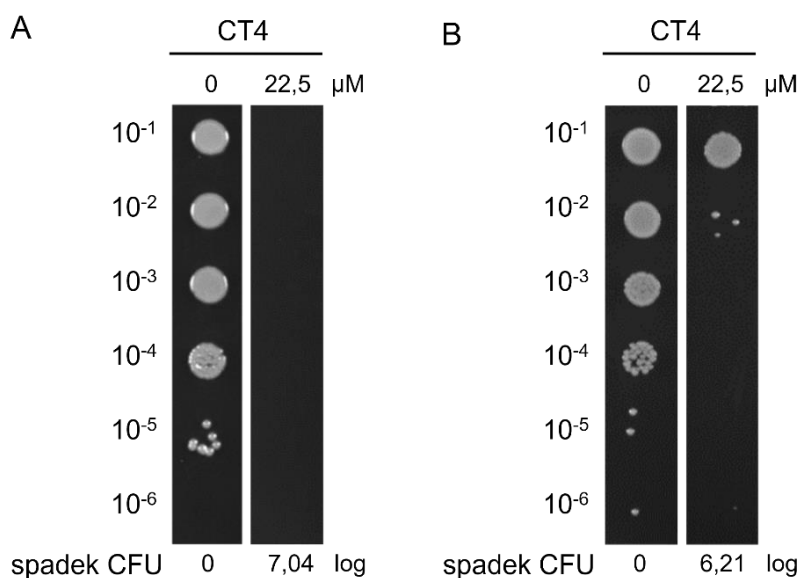 A
CT4
0 22,5 µM
10⁻¹
10⁻²
10⁻³
10⁻⁴
10⁻⁵
10⁻⁶
spadek CFU 0 7,04 log
B
CT4
0 22,5 µM
10⁻¹
10⁻²
10⁻³
10⁻⁴
10⁻⁵
10⁻⁶
spadek CFU 0 6,21 log